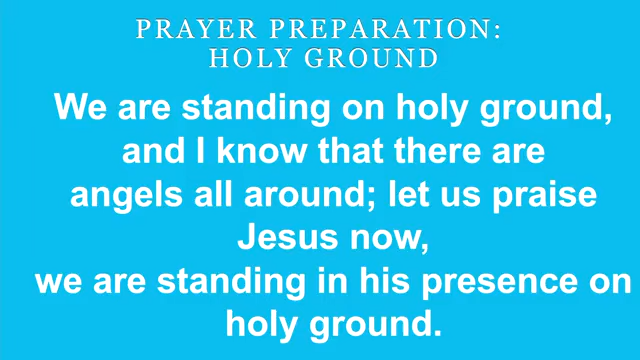 PRAYER PREPARATION:
HOLY GROUND
We are standing on holy ground,
and I know that there are
angels all around; let us praise
Jesus now,
we are standing in his presence on
holy ground.